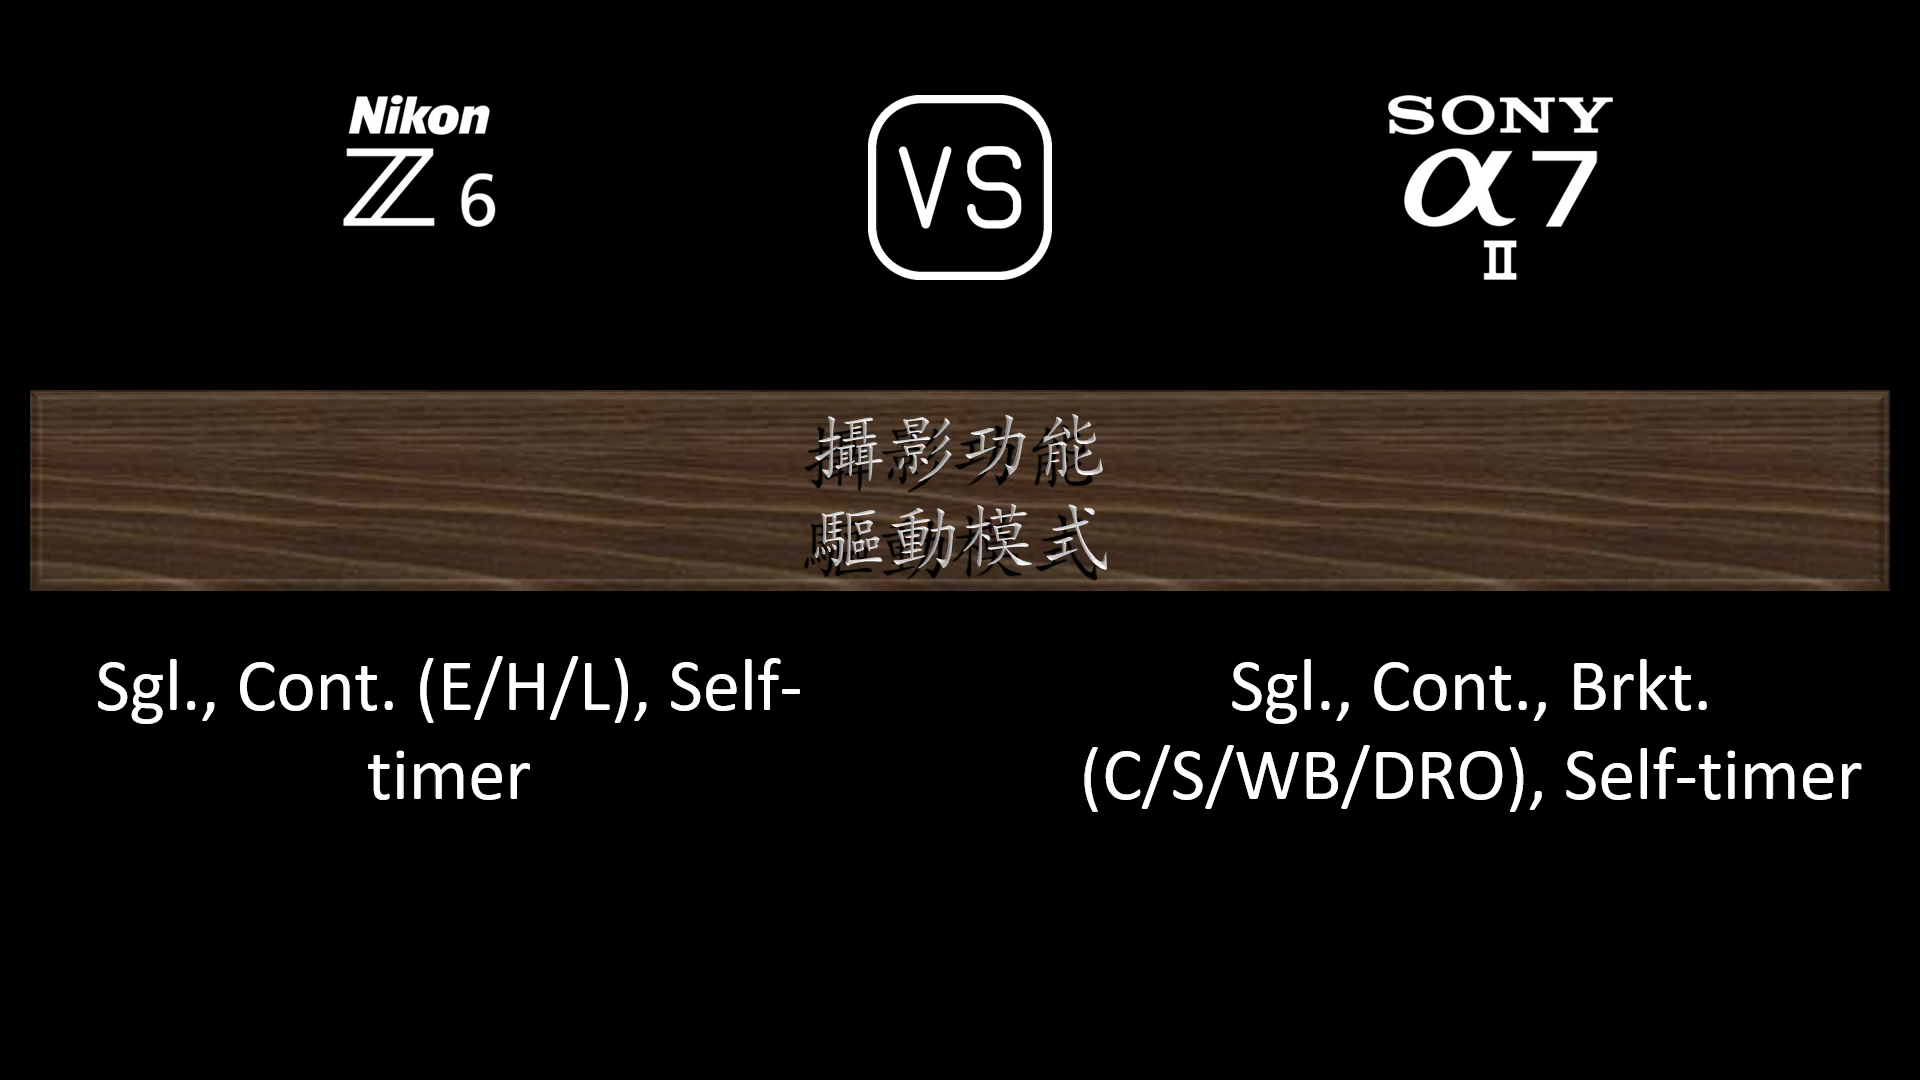 Nikon
Z 6
VS
SONY
α7
II
攝影功能
驅動模式
Sgl., Cont. (E/H/L), Self-
timer
Sgl., Cont., Brkt.
(C/S/WB/DRO), Self-timer